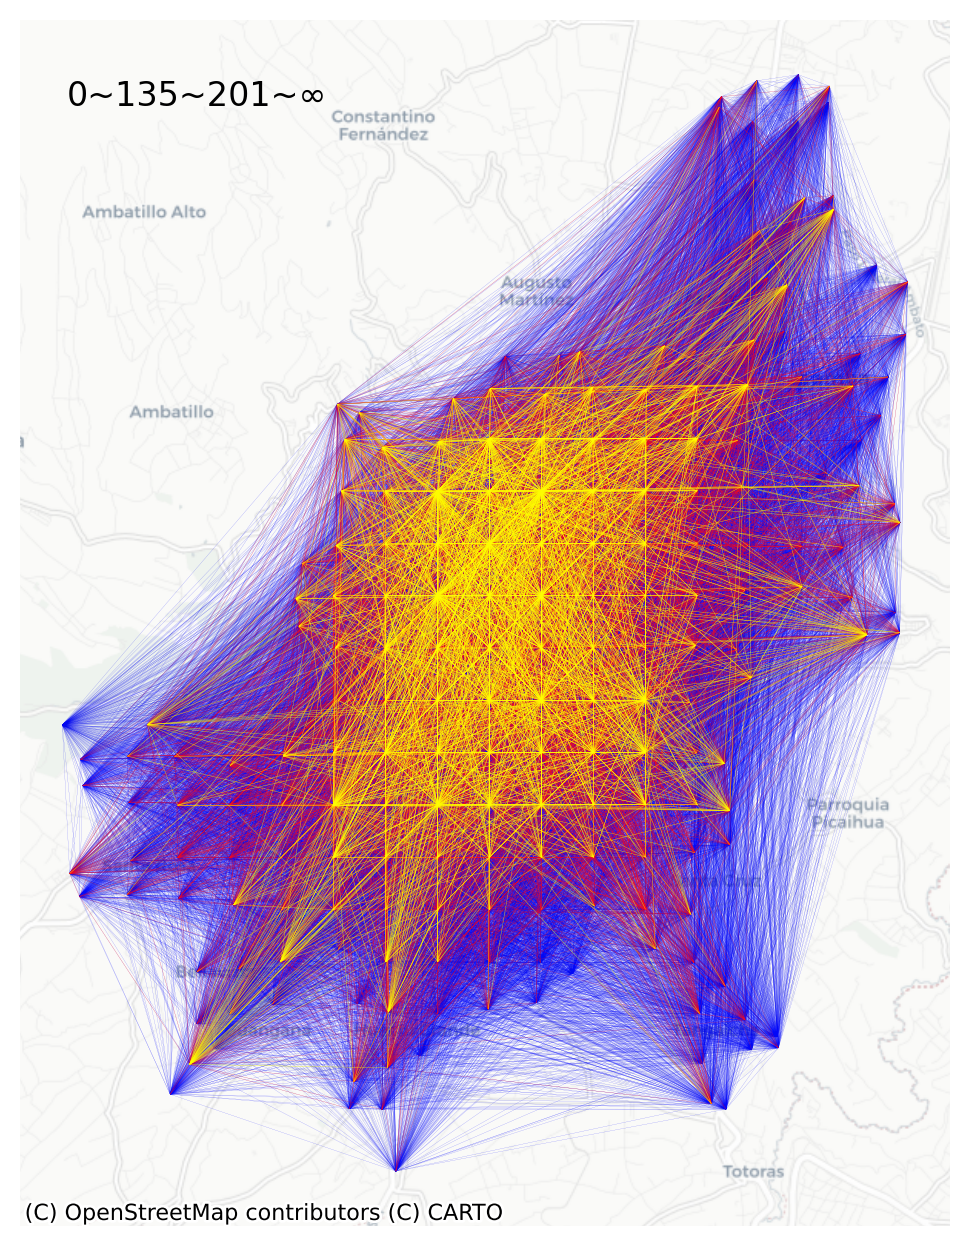 0~135~201~∞
Constantino
Fernández
Ambatillo Alto
Augusto
Martínez
Ambatillo
Parroquia
Picaihua
Totoras
(C) OpenStreetMap contributors (C) CARTO